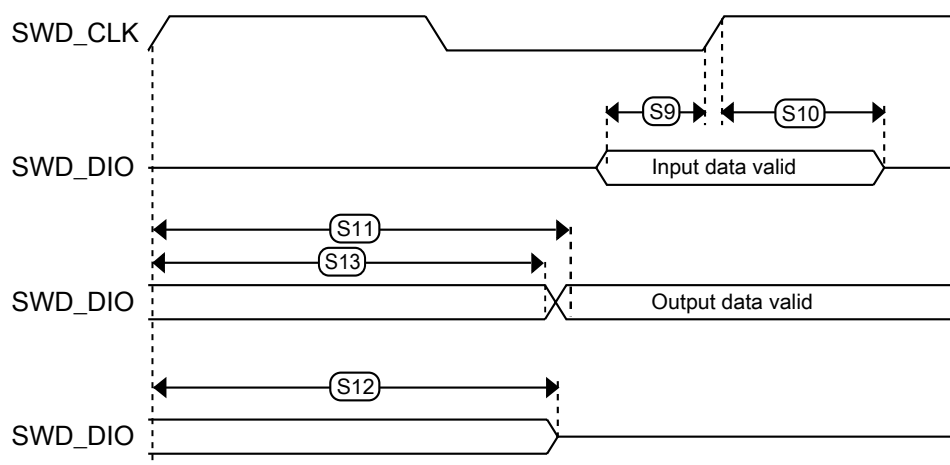 SWD_CLK
S9
S10
SWD_DIO
Input data valid
S11
S13
SWD_DIO
Output data valid
S12
SWD_DIO